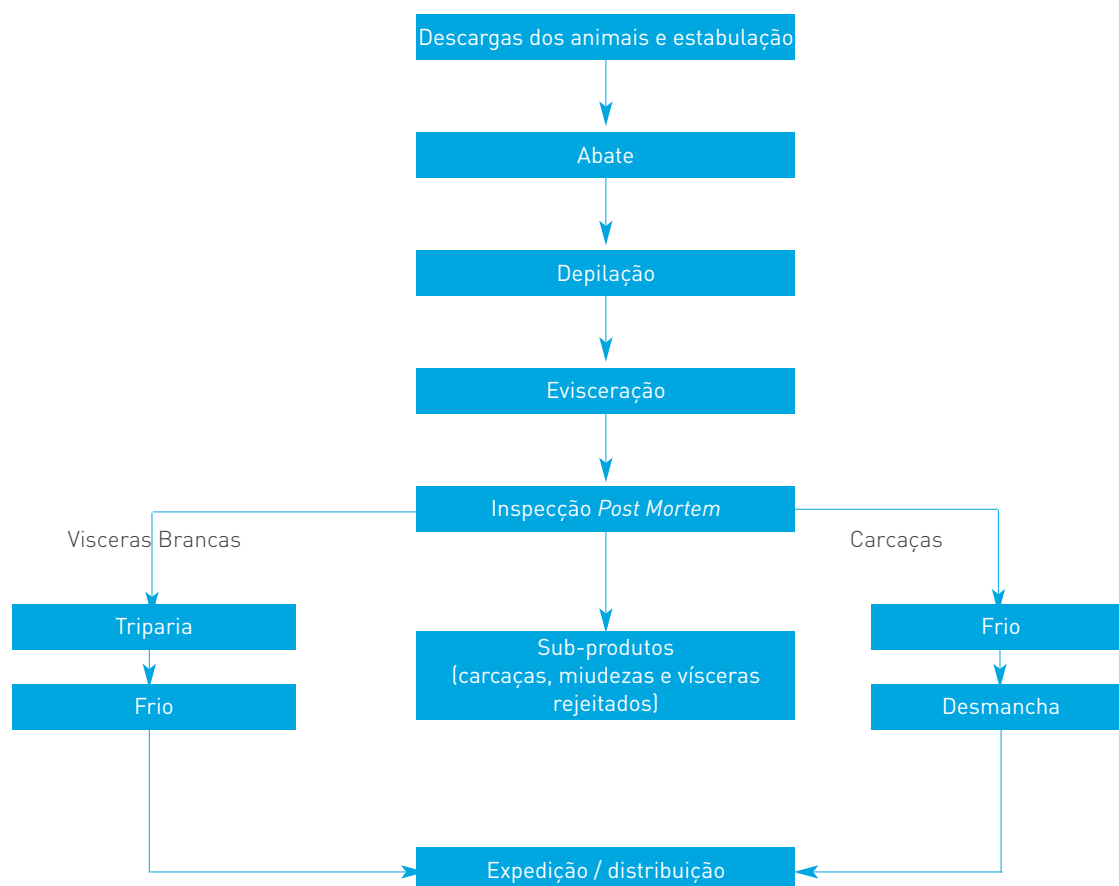 Descargas dos animais e estabulação
Abate
Depilação
Evisceração
Inspecção Post Mortem
Visceras Brancas
Carcaças
Triparia
Sub-produtos
(carcaças, miudezas e vísceras
rejeitados)
Frio
Frio
Desmancha
Expedição / distribuição